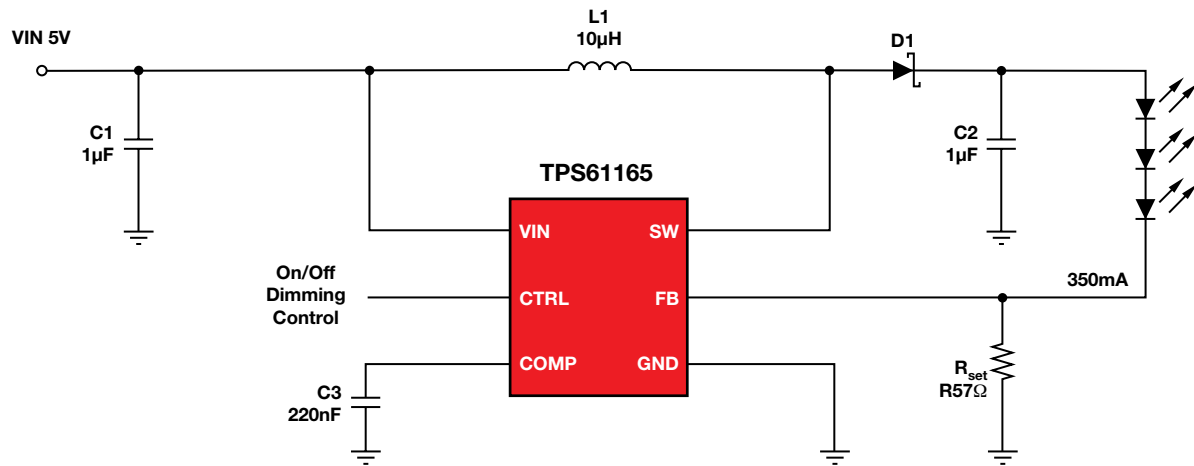 VIN 5V
L1
10µH
D1
C1
1µF
C2
1µF
TPS61165
VIN
SW
On/Off
Dimming
Control
CTRL
FB
350mA
COMP
GND
C3
220nF
Rset
R57Ω